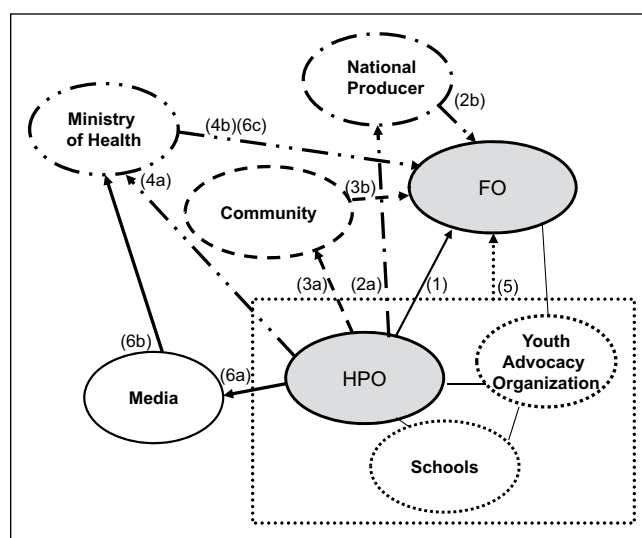 National
Producer
(2b)
Ministry
of Health
(4b)(6c)
(4a)
Community
(3b)
FO
(3a)
(2a)
(1)
(5)
Youth
Advocacy
Organization
(6b)
(6a)
HPO
Media
Schools